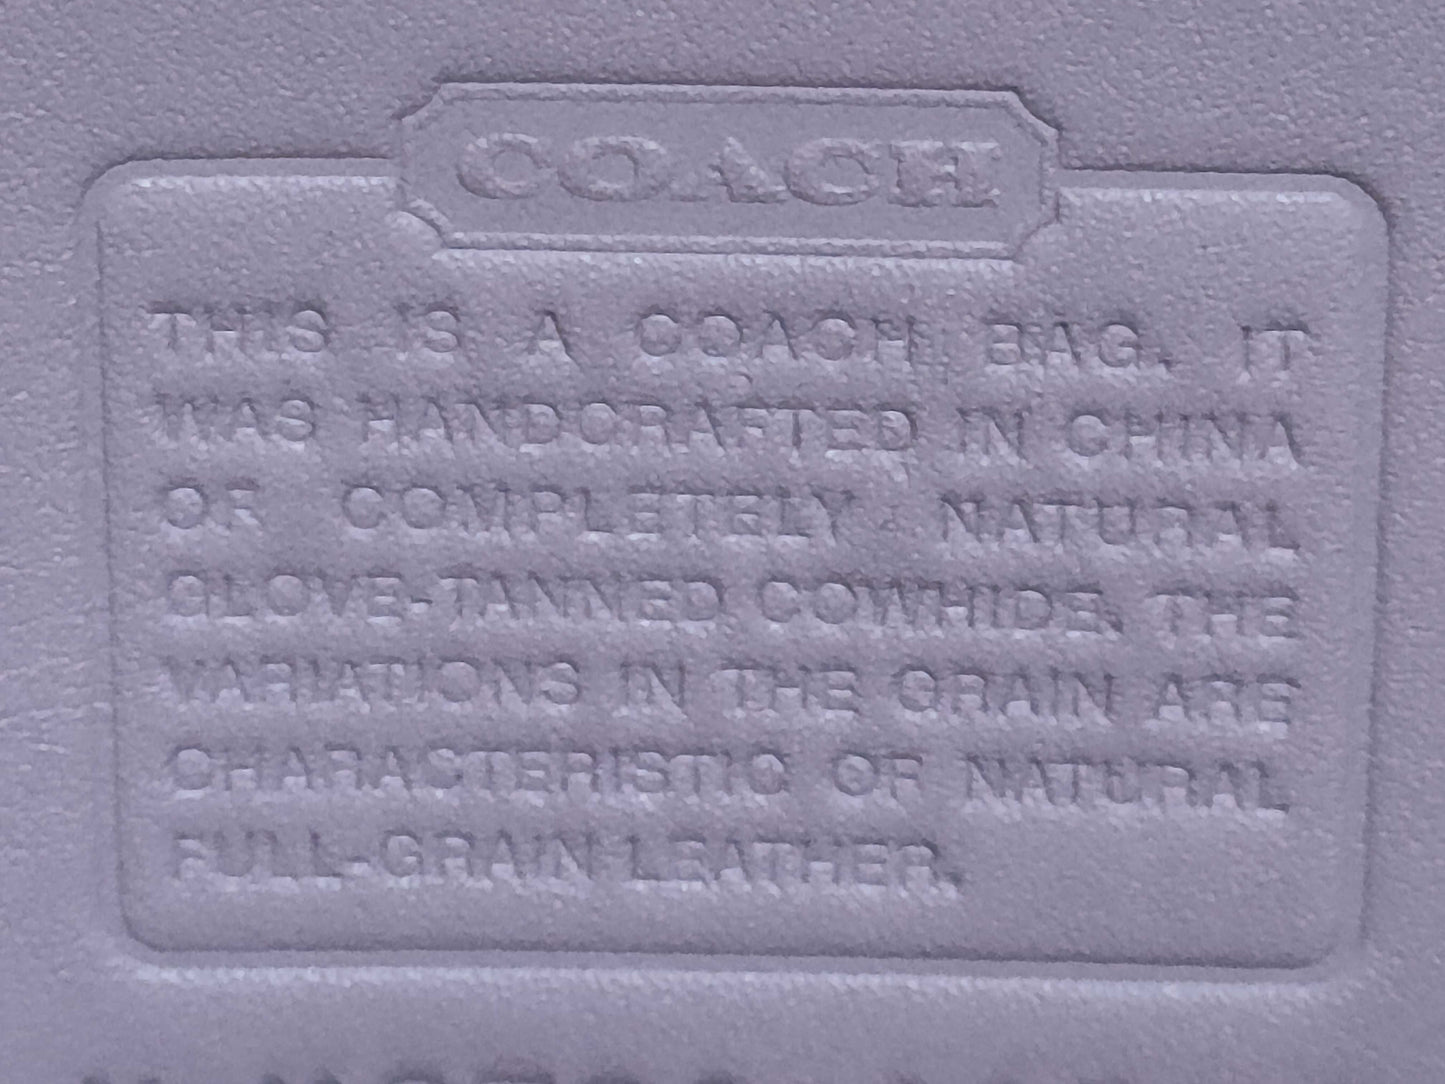 COACH
THIS IS A COACH BAG. IT
WAS HANDCRAFTED IN CHINA
OF COMPLETELY NATURAL
GLOVE-TANNED COWHIDE. THE
VARIATIONS IN THE GRAIN ARE
CHARACTERISTIC OF NATURAL
FULL-GRAIN LEATHER.